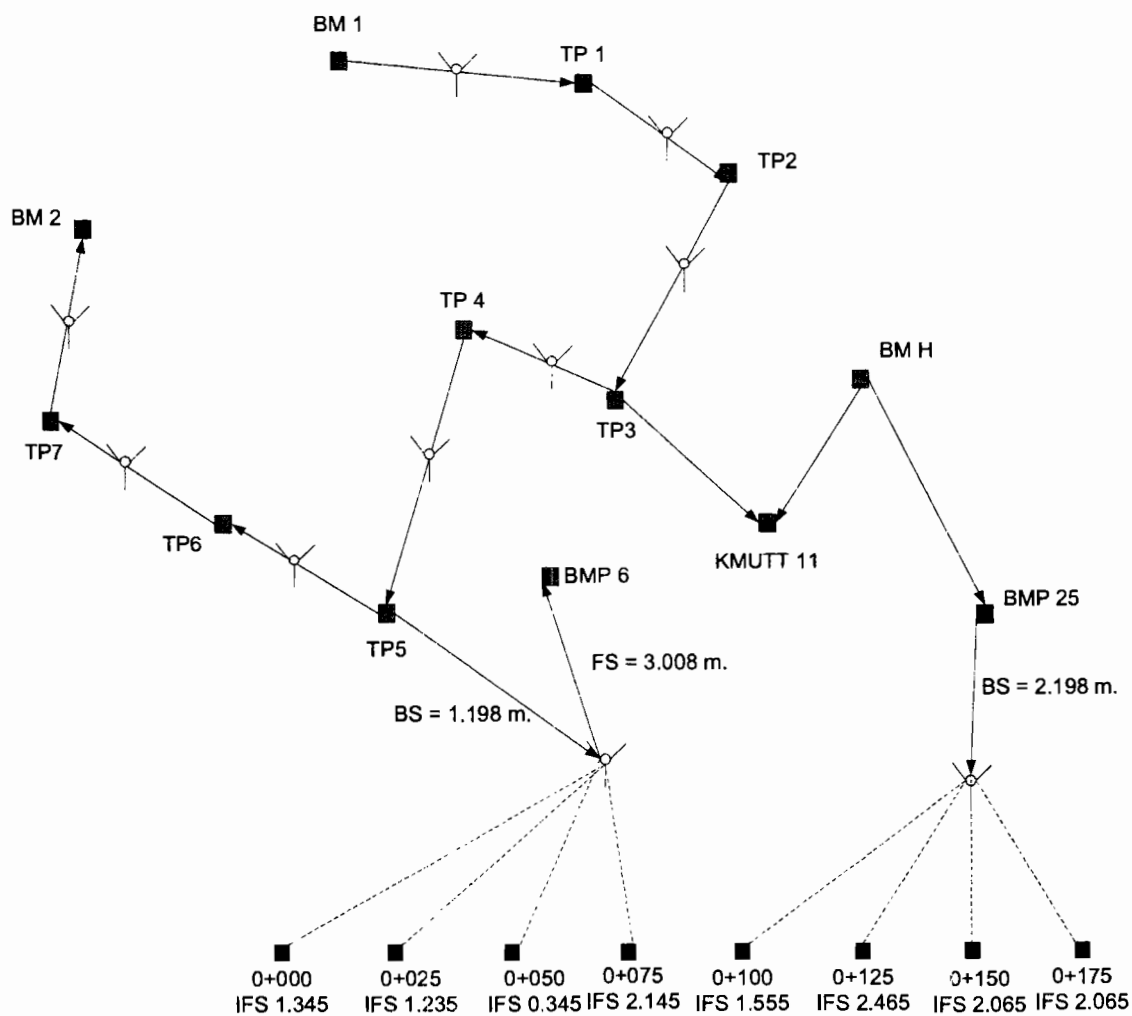 BM 1
TP 1
TP2
BM 2
TP 4
BM H
TP3
TP7
TP6
KMUTT 11
BMP 6
BMP 25
TP5
FS = 3.008 m.
BS = 2.198 m.
BS = 1.198 m.
0+000 0+025 0+050 0+075 0+100 0+125 0+150 0+175
IFS 1.345 IFS 1.235 IFS 0.345 IFS 2.145 IFS 1.555 IFS 2.465 IFS 2.065 IFS 2.065